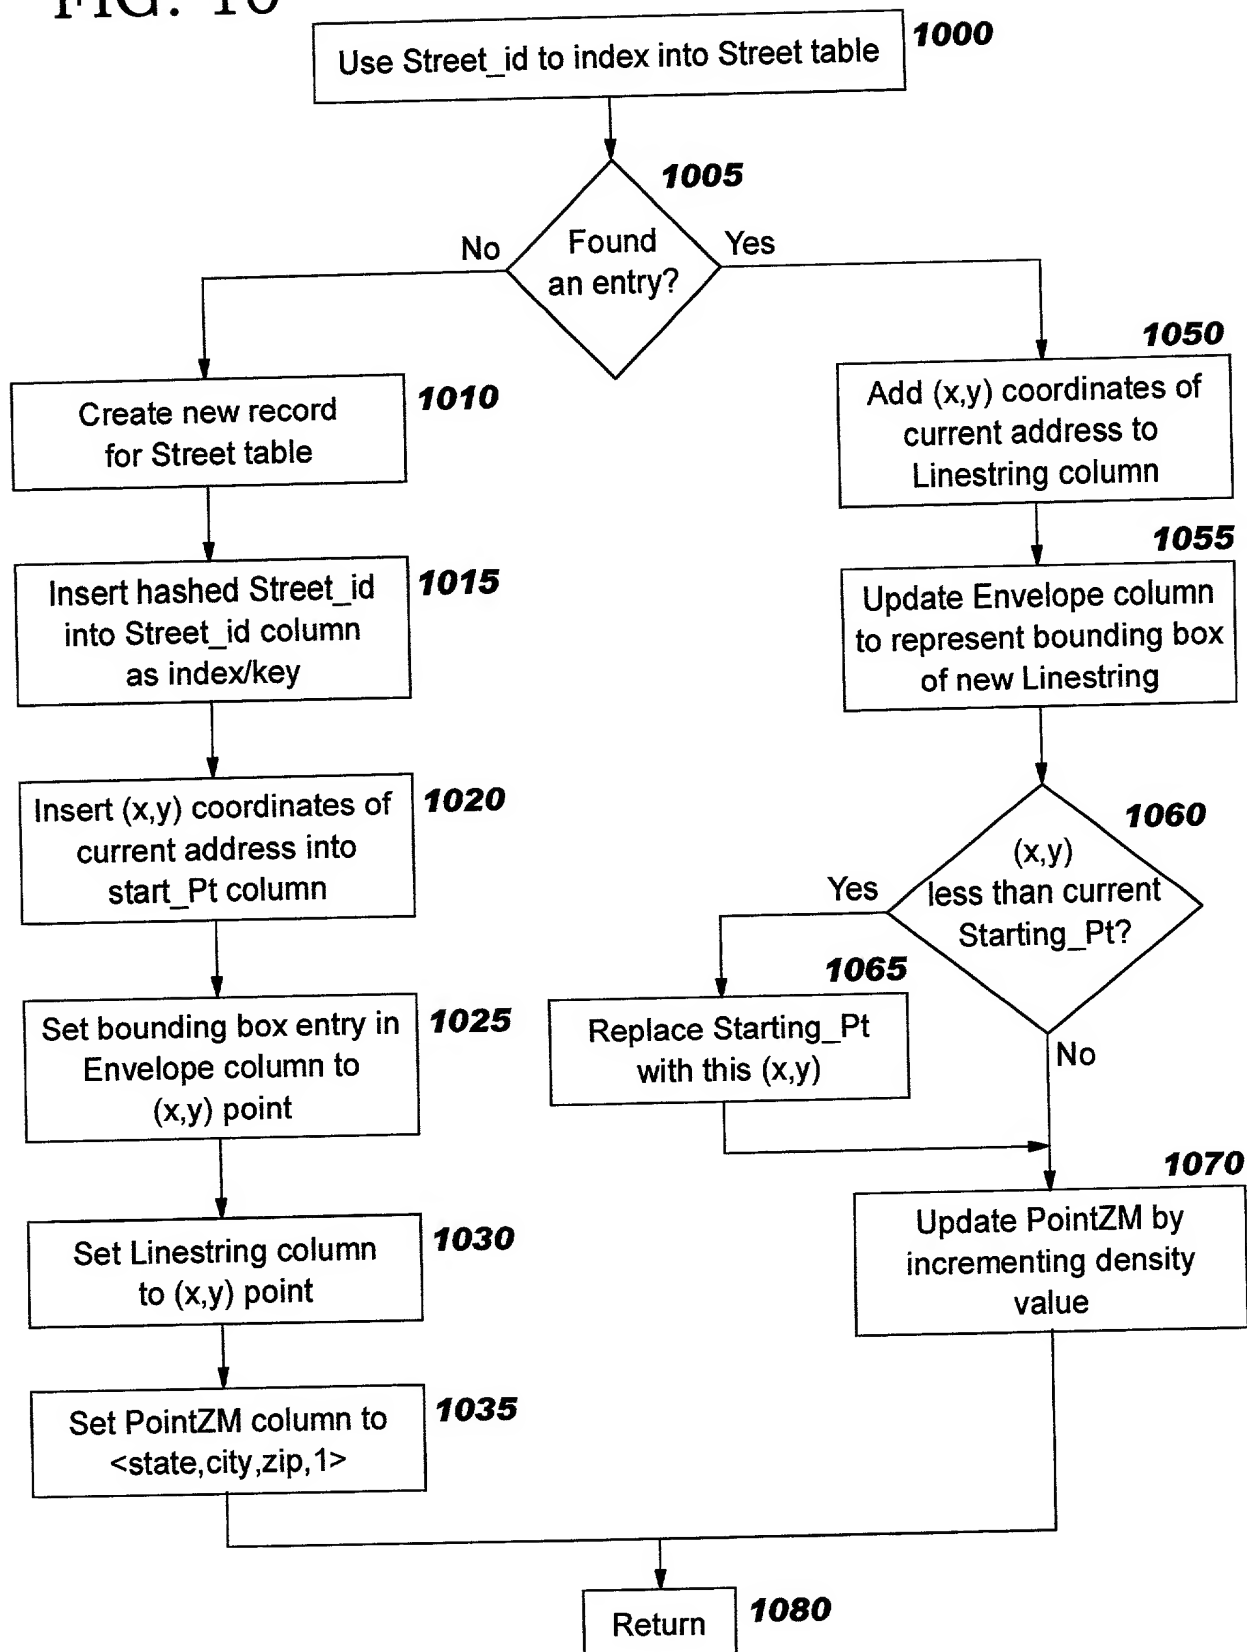 FIG. 10
Use Street_id to index into Street table
1000
1005
Found
an entry?
No
Yes
Create new record
for Street table
1010
Insert hashed Street_id
into Street_id column
as index/key
1015
Insert (x,y) coordinates of
current address into
start_Pt column
1020
Set bounding box entry in
Envelope column to
(x,y) point
1025
Set Linestring column
to (x,y) point
1030
Set PointZM column to
<state,city,zip,1>
1035
1050
Add (x,y) coordinates of
current address to
Linestring column
1055
Update Envelope column
to represent bounding box
of new Linestring
1060
(x,y)
less than current
Starting_Pt?
Yes
No
1065
Replace Starting_Pt
with this (x,y)
1070
Update PointZM by
incrementing density
value
Return
1080